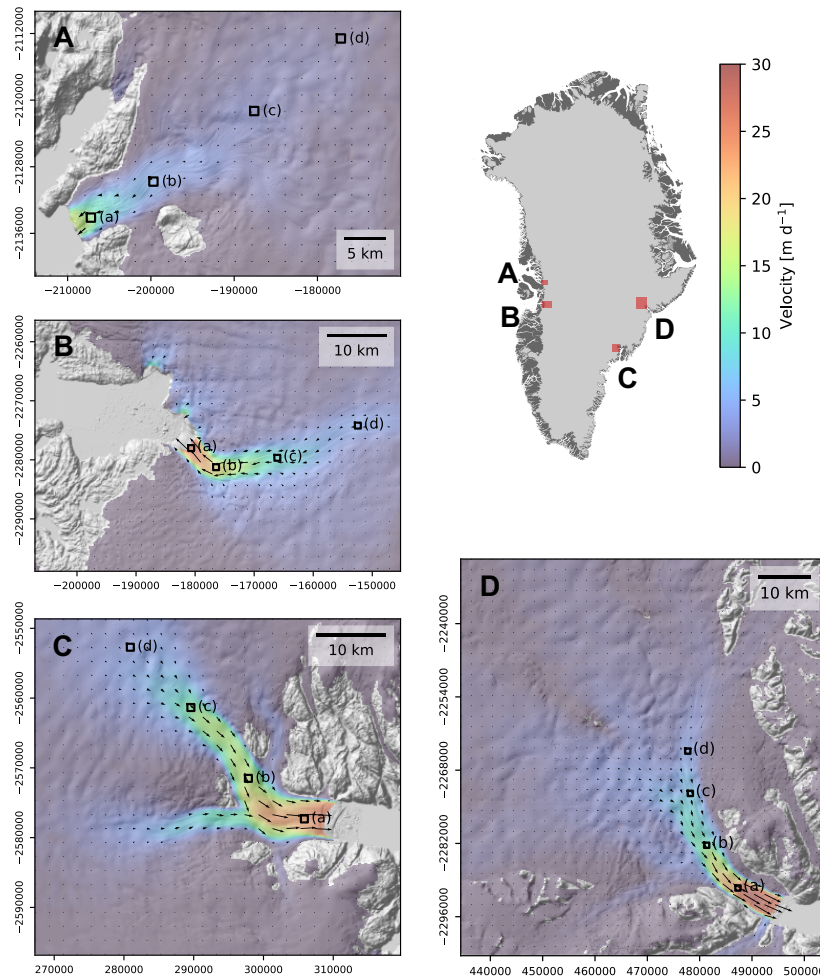 A
(d)
(c)
(b)
(a)
5 km
−2112000
−2120000
−2128000
−2136000
−210000
−200000
−190000
−180000
B
10 km
(d)
(a)
(b)
(c)
−2260000
−2270000
−2280000
−2290000
−200000
−190000
−180000
−170000
−160000
−150000
C
10 km
(d)
(c)
(b)
(a)
−2550000
−2560000
−2570000
−2580000
−2590000
270000
280000
290000
300000
310000
A
B
C
D
30
25
20
15
10
5
0
Velocity [m d⁻¹]
D
10 km
(d)
(c)
(b)
(a)
−2240000
−2254000
−2268000
−2282000
−2296000
440000
450000
460000
470000
480000
490000